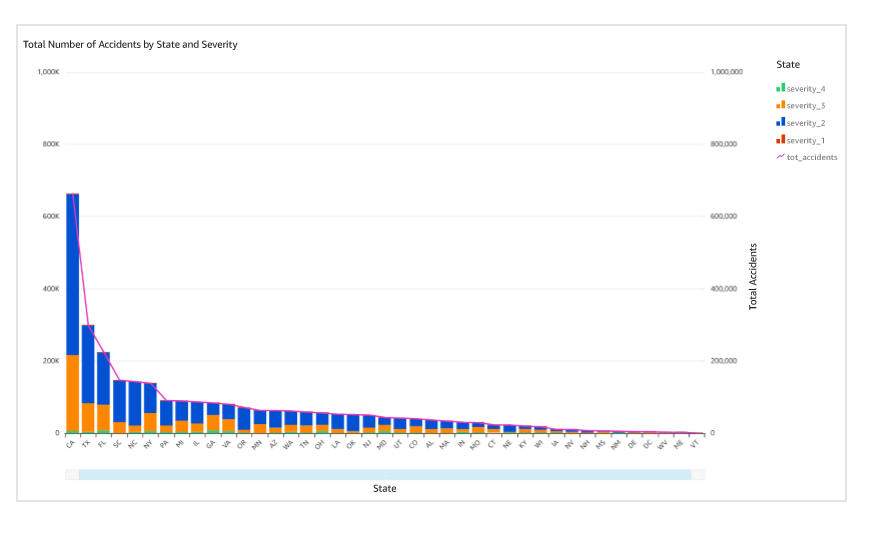 Total Number of Accidents by State and Severity
State
1,000K
1,000,000
severity_4
severity_3
severity_2
severity_1
tot_accidents
800K
800,000
600K
600,000
Total Accidents
400K
400,000
200K
200,000
0
0
CA TX FL SC NC NY PA MI IL GA VA OR MN AZ WA TN OH LA OK NJ MD UT CO AL MA IN MO CT NE KY WI IA NV NH MS NM DE DC WV ME VT
State